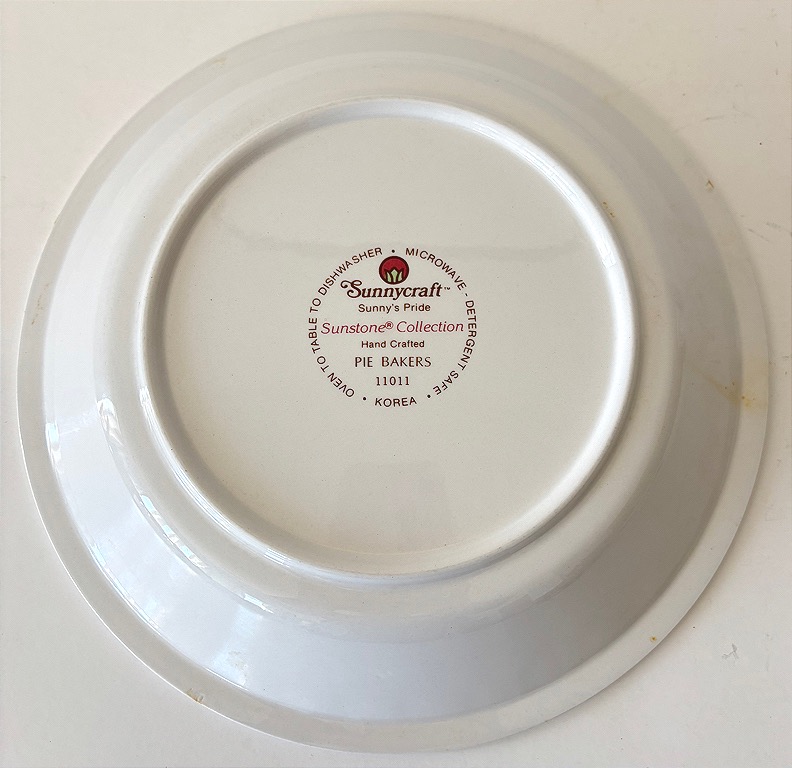 OVEN TO TABLE TO DISHWASHER • MICROWAVE - DETERGENT SAFE •
Sunnycraft™
Sunny's Pride
Sunstone® Collection
Hand Crafted
PIE BAKERS
11011
• KOREA •